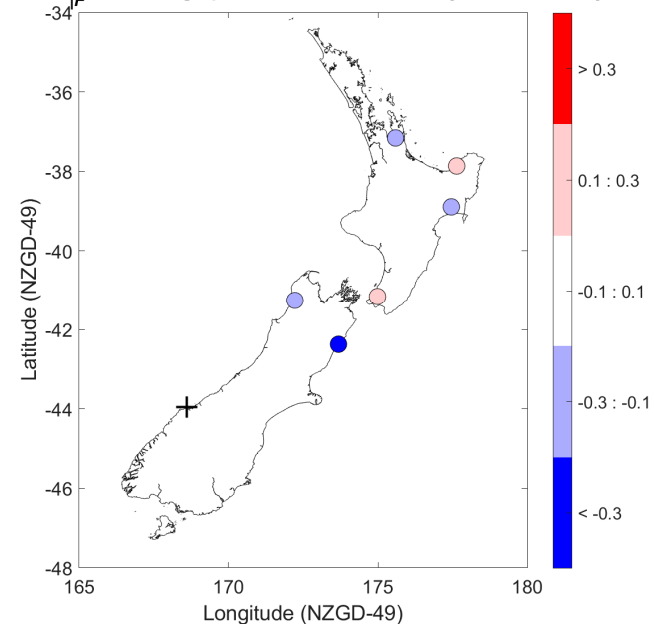 -34
-36
-38
-40
-42
-44
-46
-48
165
170
175
180
Latitude (NZGD-49)
Longitude (NZGD-49)
> 0.3
0.1 : 0.3
-0.1 : 0.1
-0.3 : -0.1
< -0.3